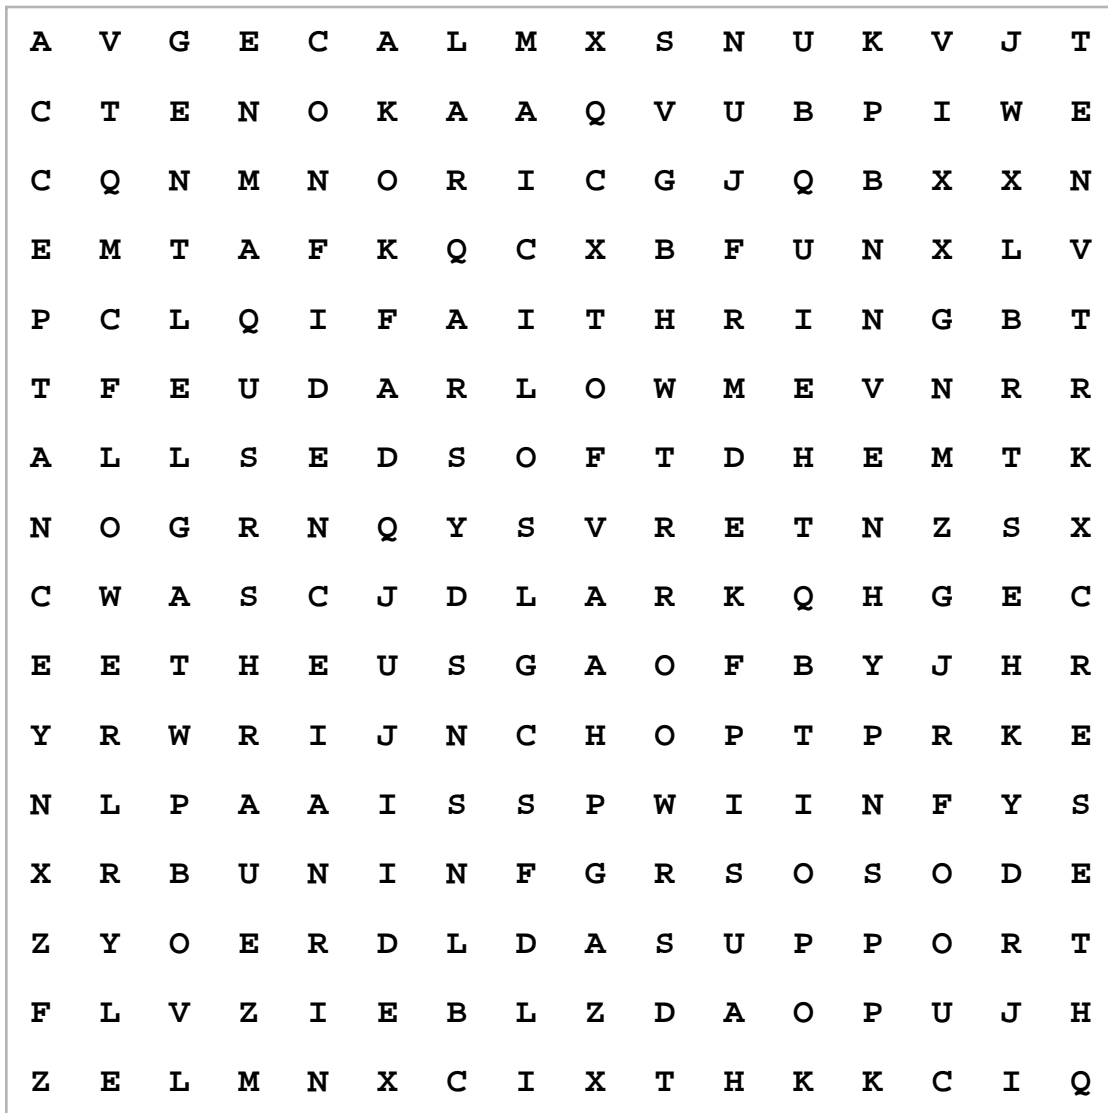 A V G E C A L M X S N U K V J T
C T E N O K A A Q V U B P I W E
C Q N M N O R I C G J Q B X X N
E M T A F K Q C X B F U N X L V
P C L Q I F A I T H R I N G B T
T F E U D A R L O W M E V N R R
A L L S E D S O F T D H E M T K
N O G R N Q Y S V R E T N Z S X
C W A S C J D L A R K Q H G E C
E E T H E U S G A O F B Y J H R
Y R W R I J N C H O P T P R K E
N L P A A I S S P W I I N F Y S
X R B U N I N F G R S O S O D E
Z Y O E R D L D A S U P P O R T
F L V Z I E B L Z D A O P U J H
Z E L M N X C I X T H K K C I Q